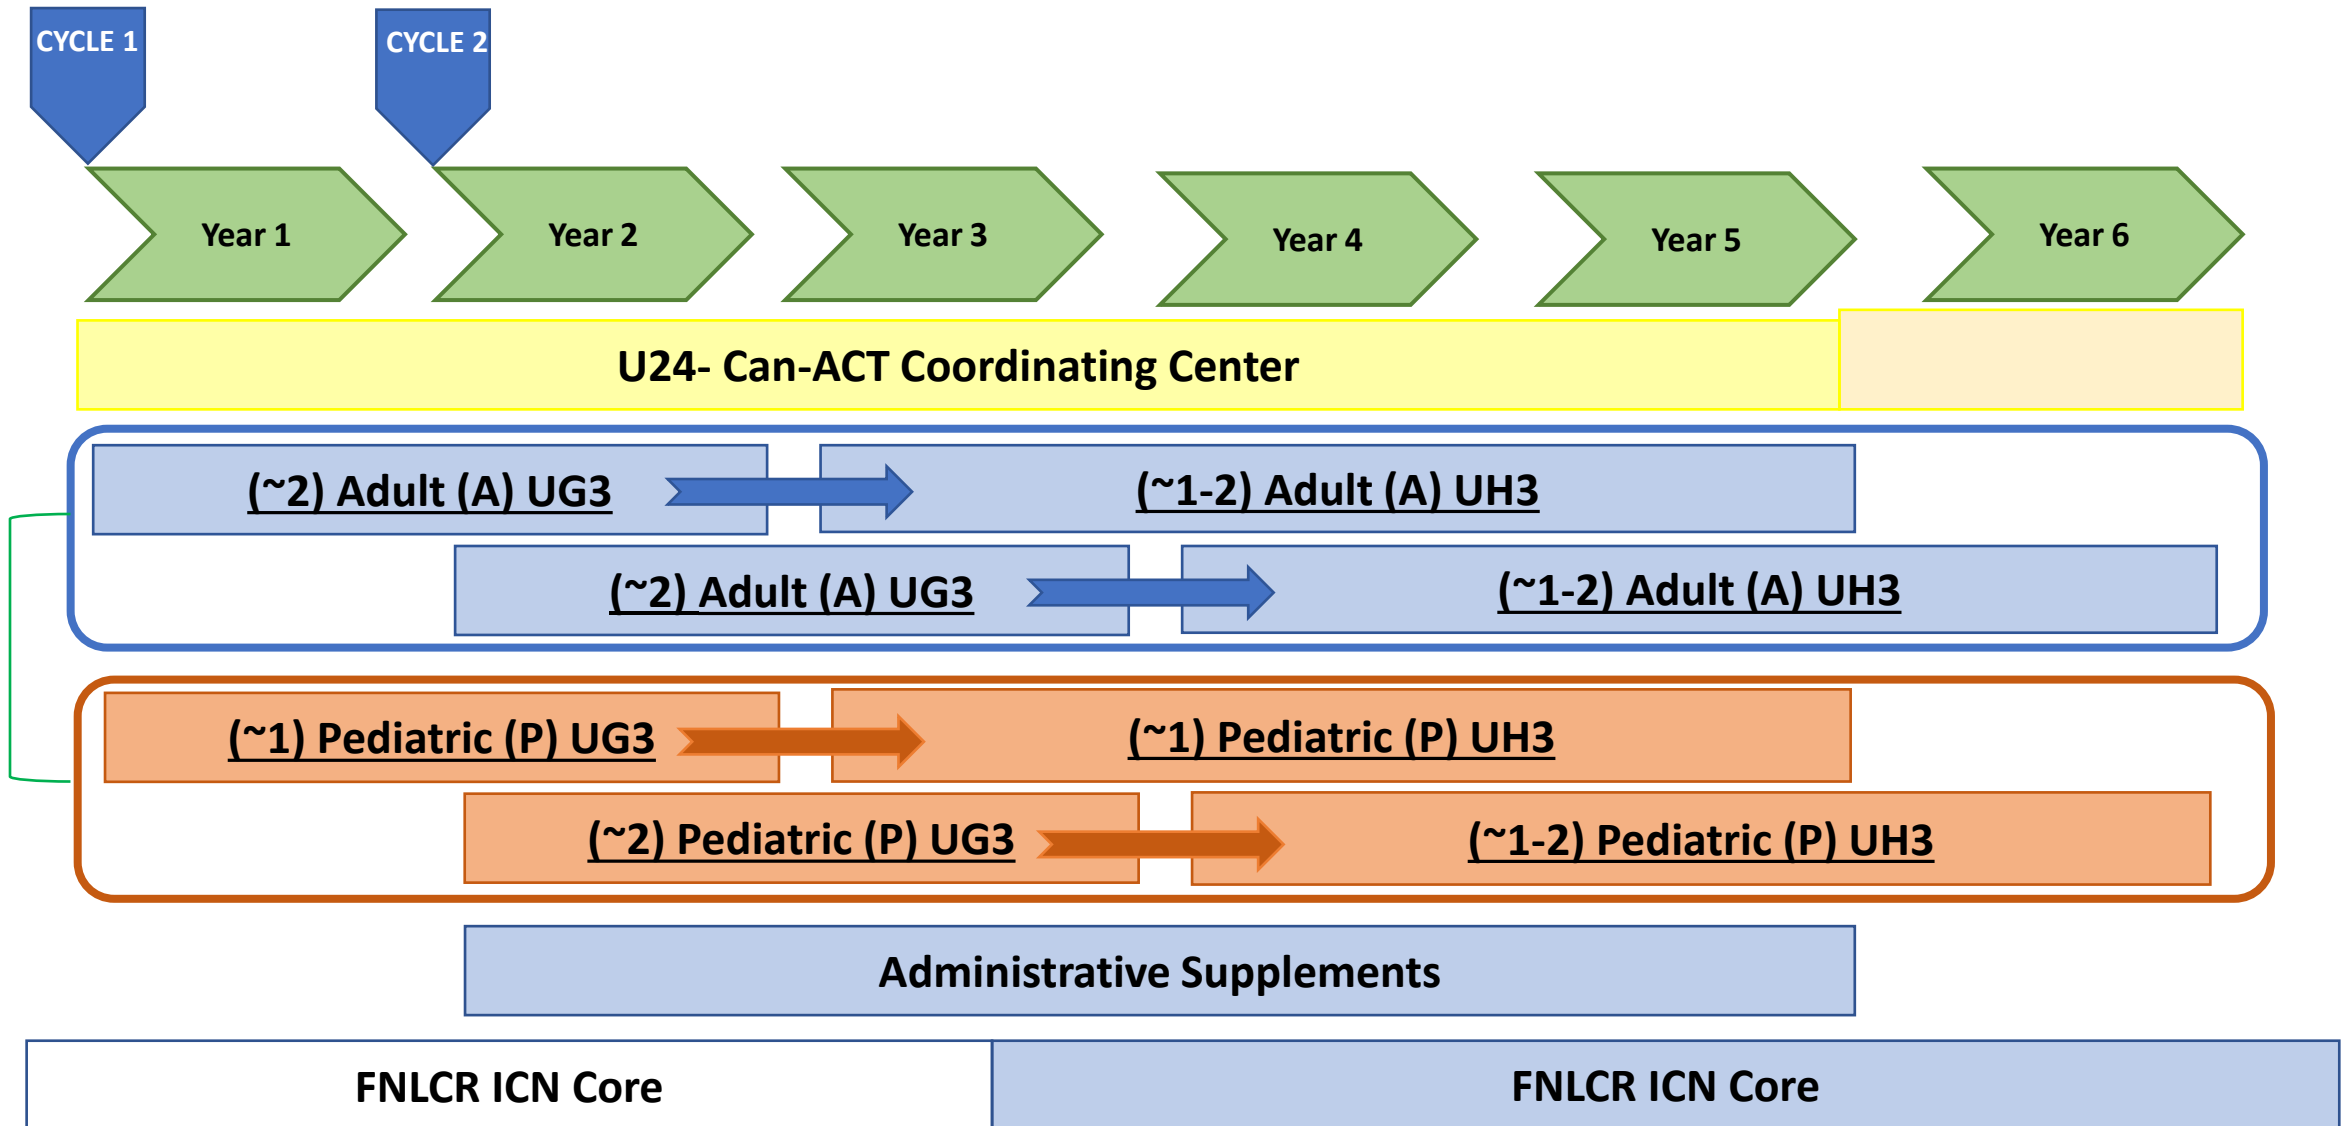 CYCLE 1
CYCLE 2
Year 1
Year 2
Year 3
Year 4
Year 5
Year 6
U24- Can-ACT Coordinating Center
(~2) Adult (A) UG3
(~1-2) Adult (A) UH3
(~2) Adult (A) UG3
(~1-2) Adult (A) UH3
(~1) Pediatric (P) UG3
(~1) Pediatric (P) UH3
(~2) Pediatric (P) UG3
(~1-2) Pediatric (P) UH3
Administrative Supplements
FNLCR ICN Core
FNLCR ICN Core